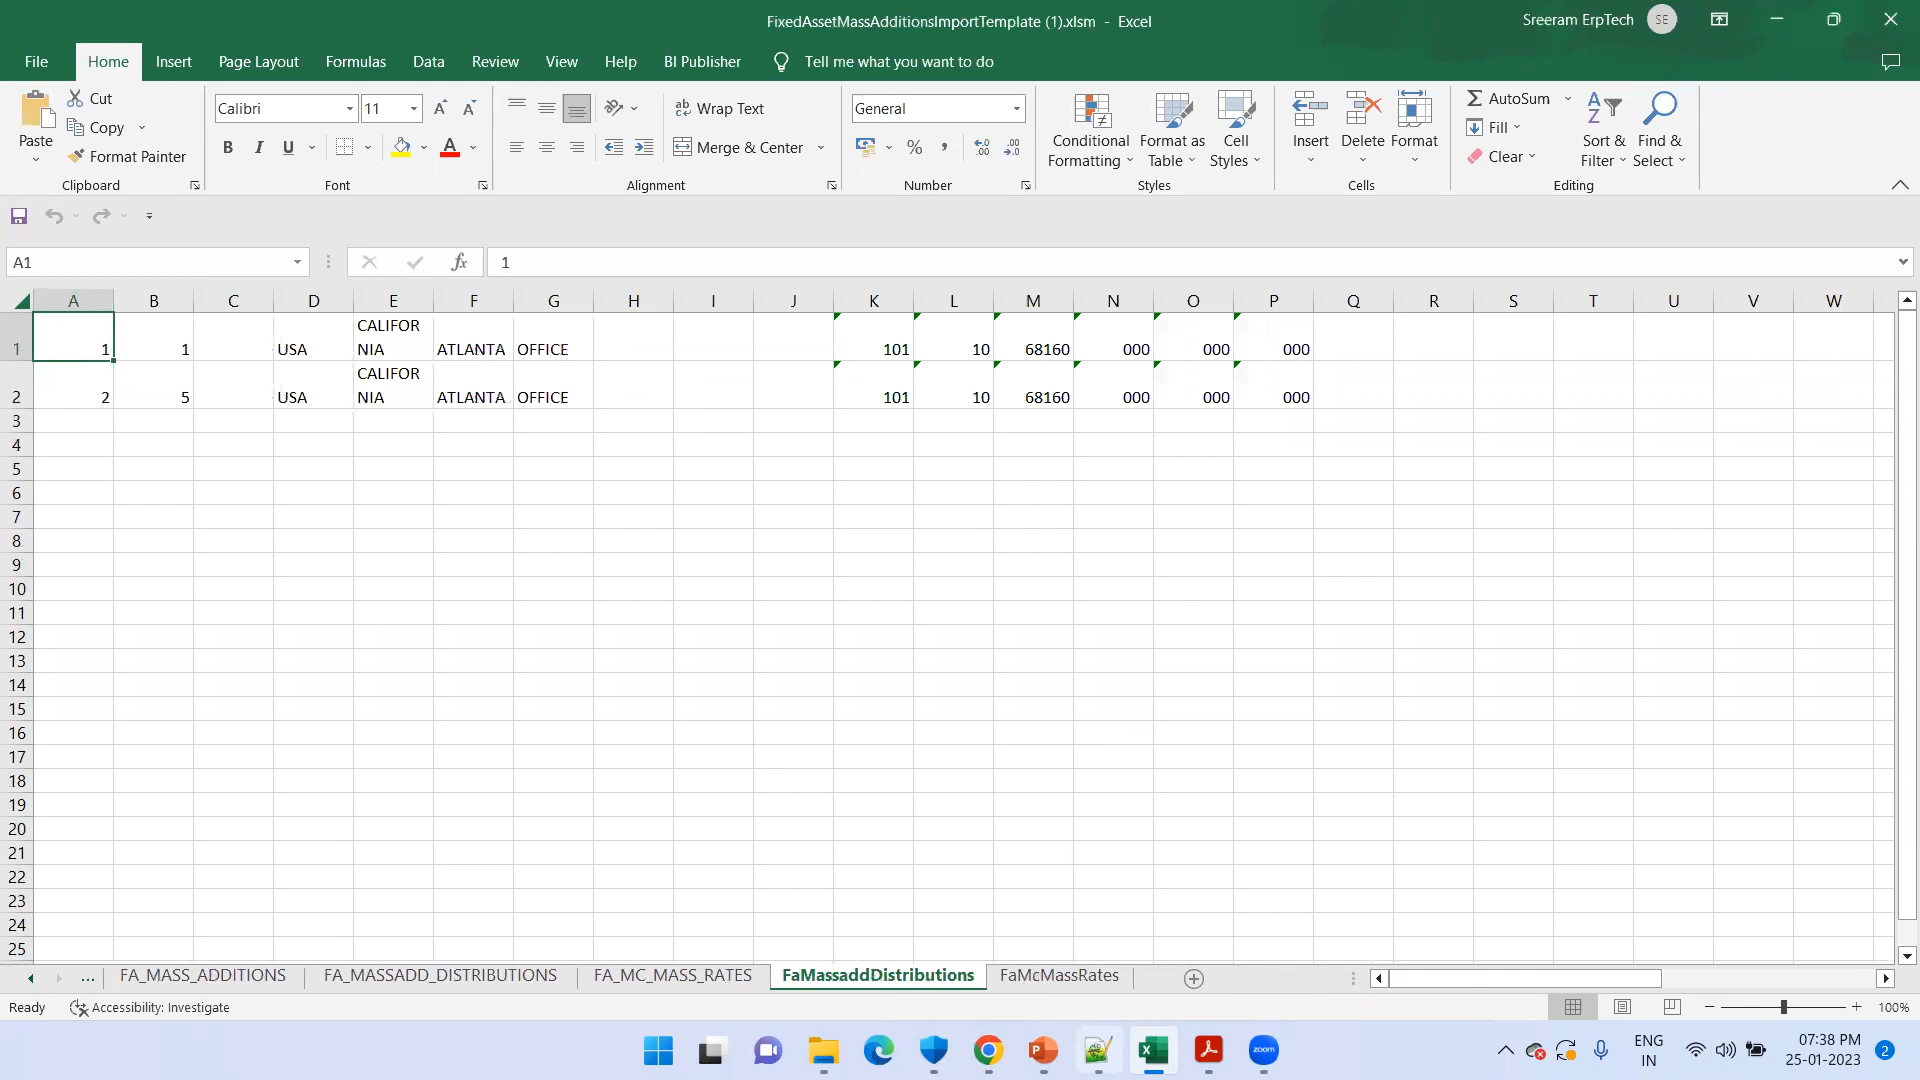 FixedAssetMassAdditionsImportTemplate (1).xlsm - Excel
Sreeram ErpTech
SE
File Home Insert Page Layout Formulas Data Review View Help BI Publisher Tell me what you want to do
Paste
Cut
Copy
Format Painter
Clipboard
Calibri
11
B I U
Font
Wrap Text
Merge & Center
Alignment
General
Number
Conditional Formatting
Format as Table
Cell Styles
Styles
Insert
Delete
Format
Cells
AutoSum
Fill
Clear
Sort & Filter
Find & Select
Editing
A1
fx
1
A B C D E F G H I J K L M N O P Q R S T U V W
1 1 1 USA CALIFOR NIA ATLANTA OFFICE 101 10 68160 000 000 000
2 2 5 USA CALIFOR NIA ATLANTA OFFICE 101 10 68160 000 000 000
3
4
5
6
7
8
9
10
11
12
13
14
15
16
17
18
19
20
21
22
23
24
25
... FA_MASS_ADDITIONS FA_MASSADD_DISTRIBUTIONS FA_MC_MASS_RATES FaMassaddDistributions FaMcMassRates
Ready Accessibility: Investigate 100%
zoom
ENG
IN
07:38 PM
25-01-2023
2